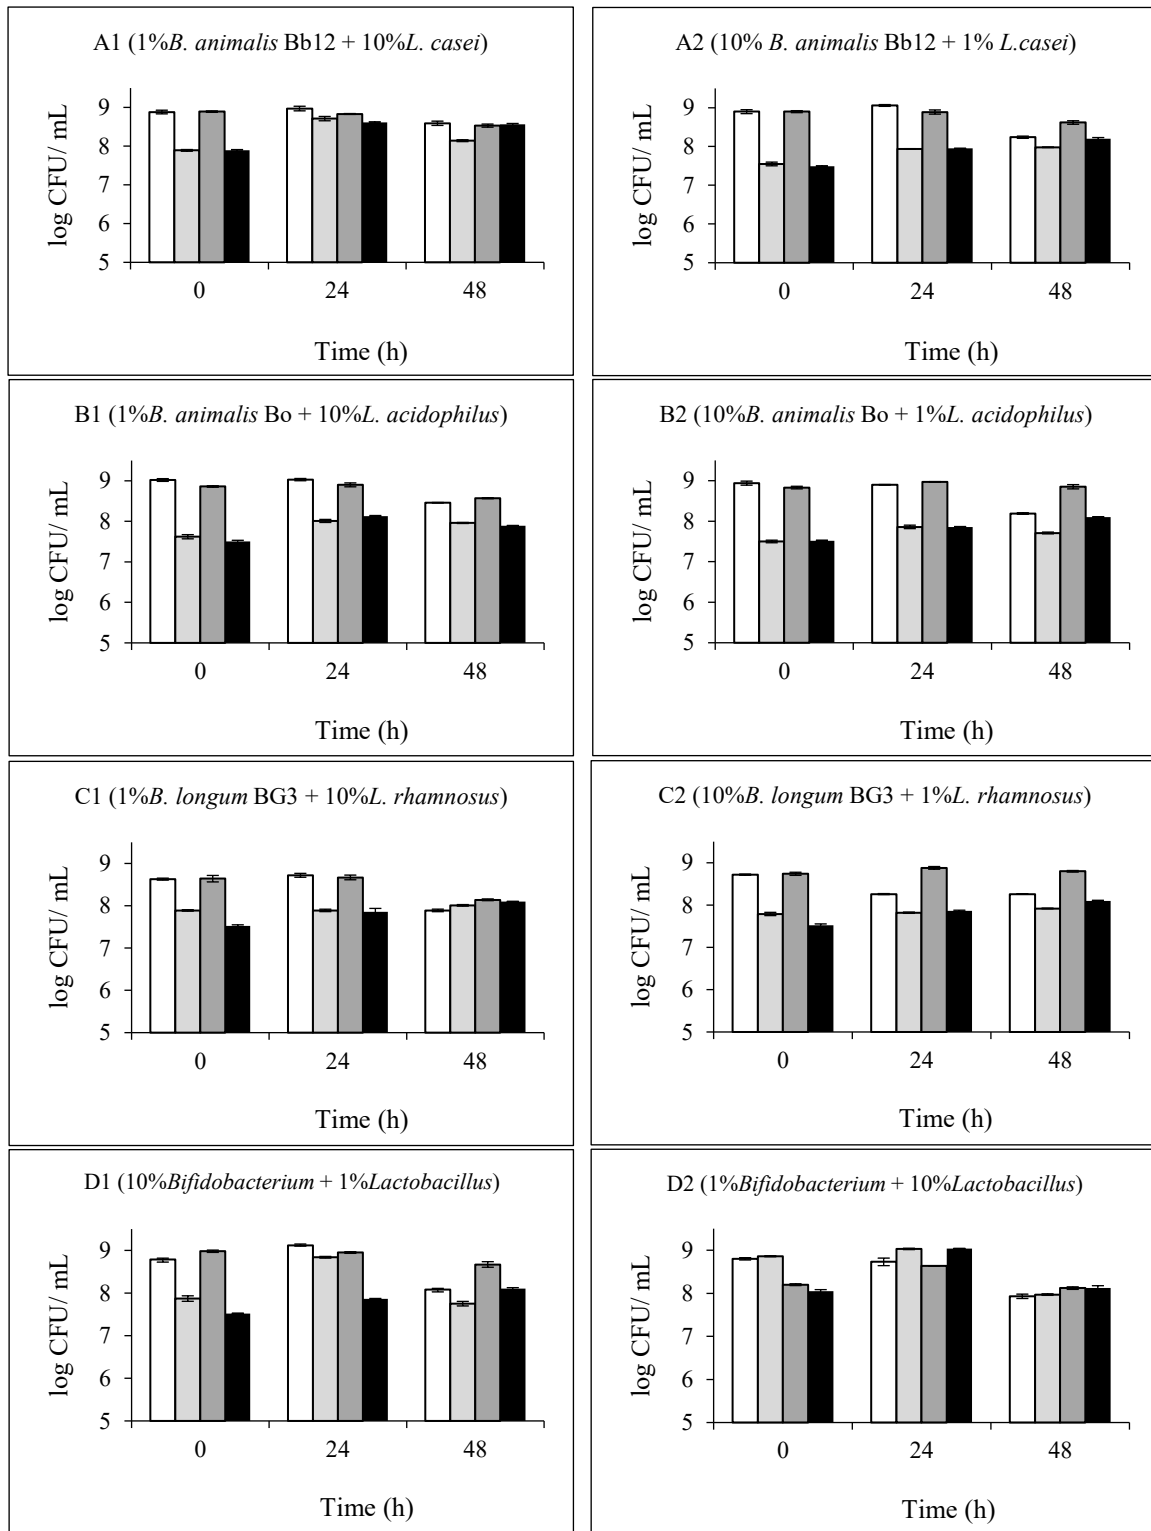 A1 (1%B. animalis Bb12 + 10%L. casei)
log CFU/ mL
9
8
7
6
5
0 24 48
Time (h)
A2 (10% B. animalis Bb12 + 1% L.casei)
log CFU/ mL
9
8
7
6
5
0 24 48
Time (h)
B1 (1%B. animalis Bo + 10%L. acidophilus)
log CFU/ mL
9
8
7
6
5
0 24 48
Time (h)
B2 (10%B. animalis Bo + 1%L. acidophilus)
log CFU/ mL
9
8
7
6
5
0 24 48
Time (h)
C1 (1%B. longum BG3 + 10%L. rhamnosus)
log CFU/ mL
9
8
7
6
5
0 24 48
Time (h)
C2 (10%B. longum BG3 + 1%L. rhamnosus)
log CFU/ mL
9
8
7
6
5
0 24 48
Time (h)
D1 (10%Bifidobacterium + 1%Lactobacillus)
log CFU/ mL
9
8
7
6
5
0 24 48
Time (h)
D2 (1%Bifidobacterium + 10%Lactobacillus)
log CFU/ mL
9
8
7
6
5
0 24 48
Time (h)